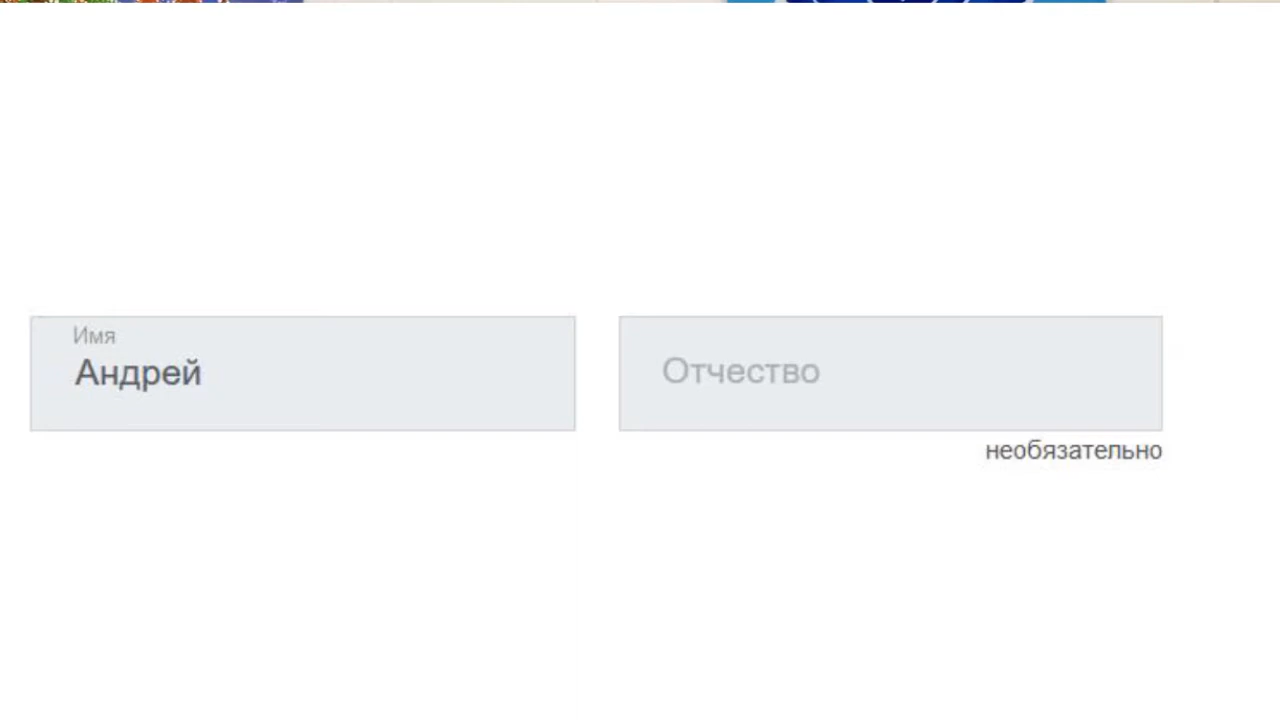 Имя
Андрей
Отчество
необязательно